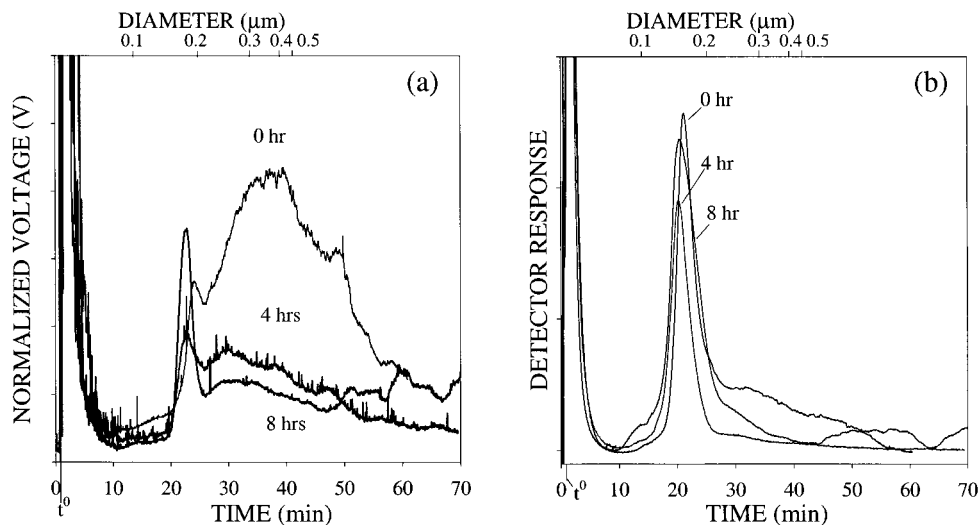 DIAMETER (μm)
0.1 0.2 0.3 0.4 0.5
(a)
NORMALIZED VOLTAGE (V)
0 hr
4 hrs
8 hrs
0 10 20 30 40 50 60 70
t⁰
TIME (min)
DIAMETER (μm)
0.1 0.2 0.3 0.4 0.5
(b)
DETECTOR RESPONSE
0 hr
4 hr
8 hr
0 10 20 30 40 50 60 70
t⁰
TIME (min)